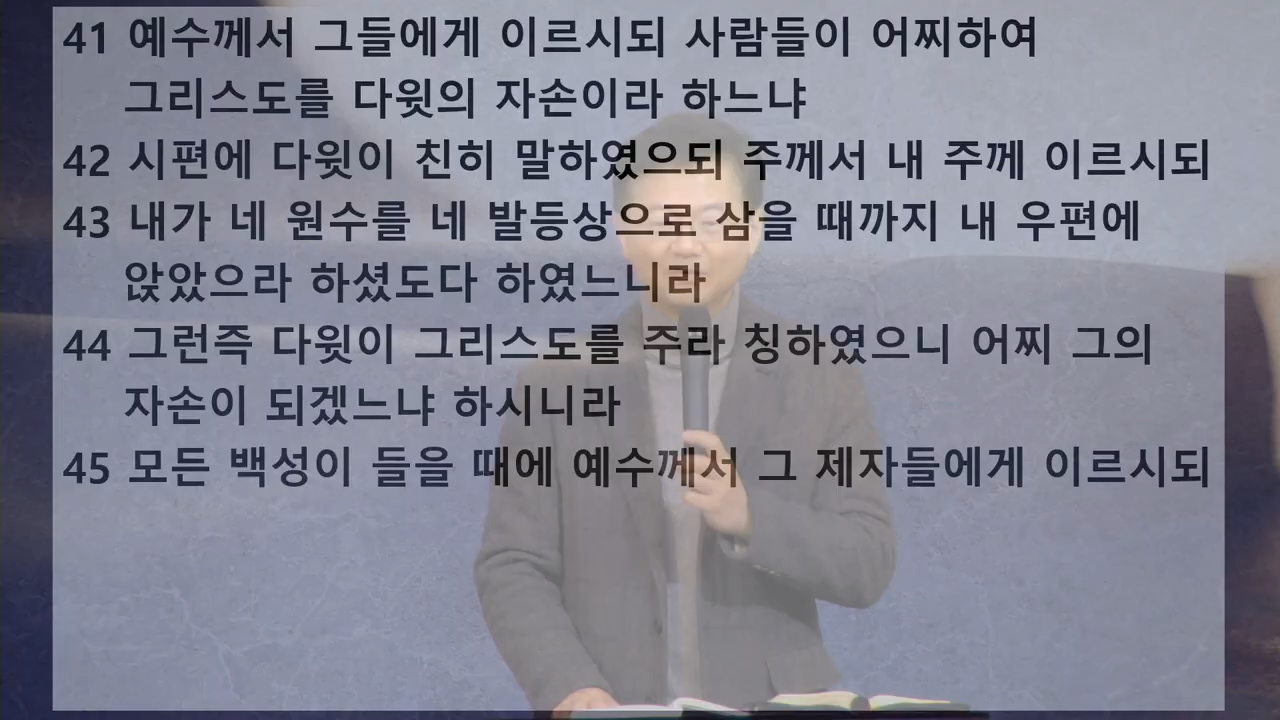 41 예수께서 그들에게 이르시되 사람들이 어찌하여
그리스도를 다윗의 자손이라 하느냐
42 시편에 다윗이 친히 말하였으되 주께서 내 주께 이르시되
43 내가 네 원수를 네 발등상으로 삼을 때까지 내 우편에
앉았으라 하셨도다 하였느니라
44 그런즉 다윗이 그리스도를 주라 칭하였으니 어찌 그의
자손이 되겠느냐 하시니라
45 모든 백성이 들을 때에 예수께서 그 제자들에게 이르시되